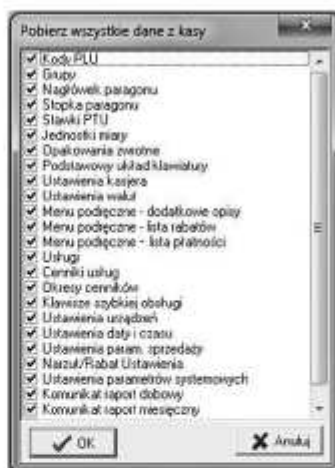 Pobierz wszystkie dane z kasy
Kody PLU
Grupy
Nagłówek paragonu
Stopka paragonu
Stawki PTU
Jednostki miary
Opakowania zwrotne
Podstawowy układ klawiatury
Ustawienia kasjera
Ustawienia walut
Menu podręczne - dodatkowe opisy
Menu podręczne - lista rabatów
Menu podręczne - lista płatności
Usługi
Cenniki usług
Okresy cenników
Klawisze szybkiej obsługi
Ustawienia urządzeń
Ustawienia daty i czasu
Ustawienia param. sprzedaży
Narzut/Rabat Ustawienia
Ustawienia parametrów systemowych
Komunikat raport dobowy
Komunikat raport miesięczny
OK
Anuluj